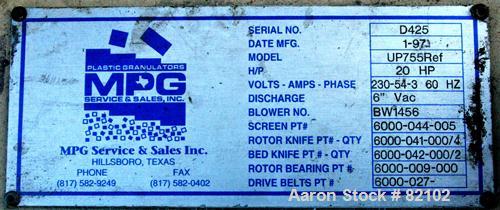 PLASTIC GRANULATORS
MPG
SERVICE & SALES, INC.
MPG Service & Sales Inc.
HILLSBORO, TEXAS
PHONE FAX
(817) 582-9249 (817) 582-0402
SERIAL NO. D425
DATE MFG. 1-97
MODEL UP755Ref
H/P 20 HP
VOLTS - AMPS - PHASE 230-54-3 60 HZ
DISCHARGE 6" Vac
BLOWER NO. BW1456
SCREEN PT# 6000-044-005
ROTOR KNIFE PT# - QTY 6000-041-000/4
BED KNIFE PT# - QTY 6000-042-000/2
ROTOR BEARING PT# 6000-009-000
DRIVE BELTS PT# 6000-027-
Aaron Stock # 82102